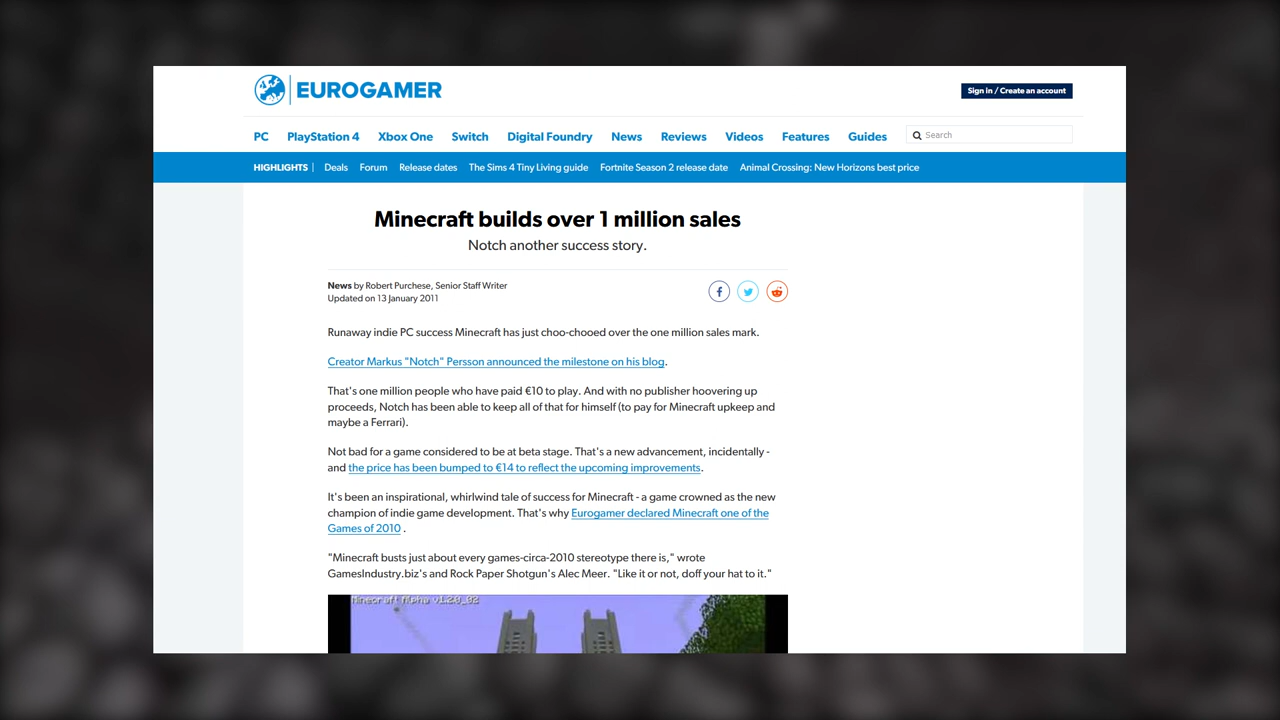 EUROGAMER
Sign in / Create an account
PC PlayStation 4 Xbox One Switch Digital Foundry News Reviews Videos Features Guides Search
HIGHLIGHTS | Deals Forum Release dates The Sims 4 Tiny Living guide Fortnite Season 2 release date Animal Crossing: New Horizons best price
Minecraft builds over 1 million sales
Notch another success story.
News by Robert Purchese, Senior Staff Writer
Updated on 13 January 2011
Runaway indie PC success Minecraft has just choo-chooed over the one million sales mark.
Creator Markus "Notch" Persson announced the milestone on his blog.
That's one million people who have paid €10 to play. And with no publisher hoovering up
proceeds, Notch has been able to keep all of that for himself (to pay for Minecraft upkeep and
maybe a Ferrari).
Not bad for a game considered to be at beta stage. That's a new advancement, incidentally -
and the price has been bumped to €14 to reflect the upcoming improvements.
It's been an inspirational, whirlwind tale of success for Minecraft - a game crowned as the new
champion of indie game development. That's why Eurogamer declared Minecraft one of the
Games of 2010 .
"Minecraft busts just about every games-circa-2010 stereotype there is," wrote
GamesIndustry.biz's and Rock Paper Shotgun's Alec Meer. "Like it or not, doff your hat to it."
Minecraft Alpha v1.2.0_02